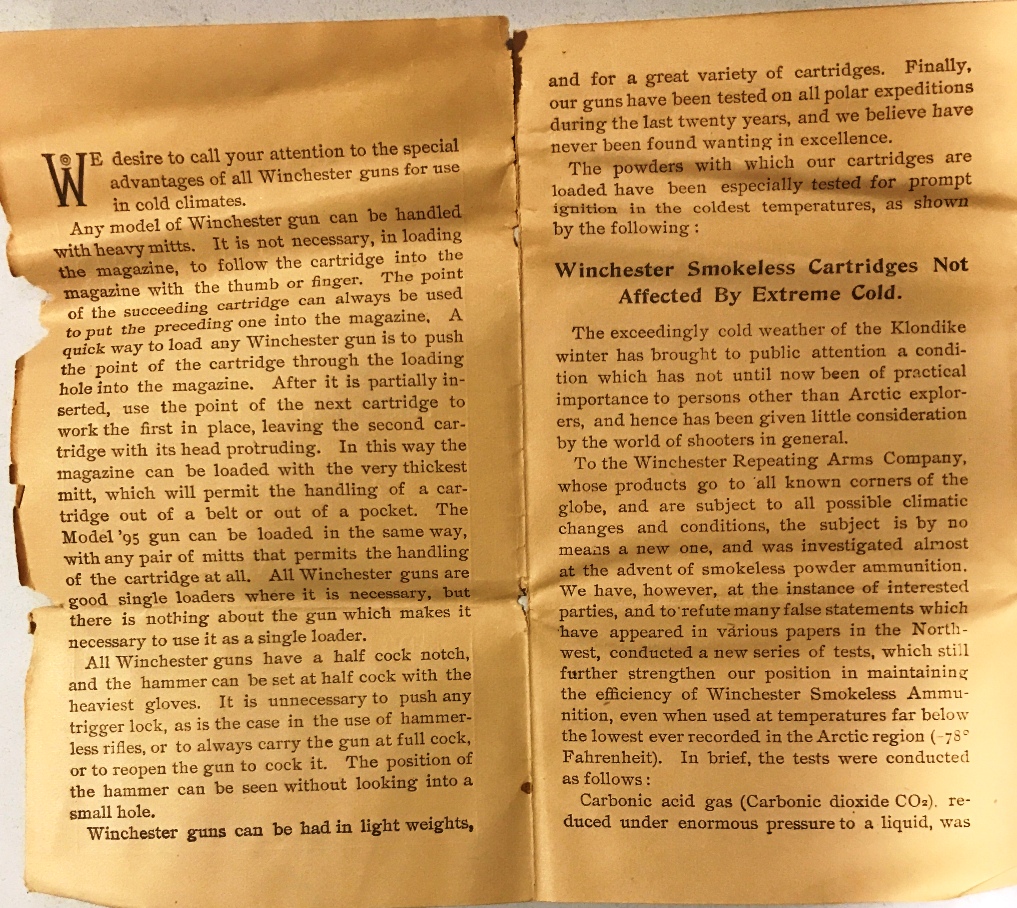 WE desire to call your attention to the special
advantages of all Winchester guns for use
in cold climates.
Any model of Winchester gun can be handled
with heavy mitts. It is not necessary, in loading
the magazine, to follow the cartridge into the
magazine with the thumb or finger. The point
of the succeeding cartridge can always be used
to put the preceding one into the magazine. A
quick way to load any Winchester gun is to push
the point of the cartridge through the loading
hole into the magazine. After it is partially in-
serted, use the point of the next cartridge to
work the first in place, leaving the second car-
tridge with its head protruding. In this way the
magazine can be loaded with the very thickest
mitt, which will permit the handling of a car-
tridge out of a belt or out of a pocket. The
Model '95 gun can be loaded in the same way,
with any pair of mitts that permits the handling
of the cartridge at all. All Winchester guns are
good single loaders where it is necessary, but
there is nothing about the gun which makes it
necessary to use it as a single loader.
All Winchester guns have a half cock notch,
and the hammer can be set at half cock with the
heaviest gloves. It is unnecessary to push any
trigger lock, as is the case in the use of hammer-
less rifles, or to always carry the gun at full cock,
or to reopen the gun to cock it. The position of
the hammer can be seen without looking into a
small hole.
Winchester guns can be had in light weights,
and for a great variety of cartridges. Finally,
our guns have been tested on all polar expeditions
during the last twenty years, and we believe have
never been found wanting in excellence.
The powders with which our cartridges are
loaded have been especially tested for prompt
ignition in the coldest temperatures, as shown
by the following:
Winchester Smokeless Cartridges Not
Affected By Extreme Cold.
The exceedingly cold weather of the Klondike
winter has brought to public attention a condi-
tion which has not until now been of practical
importance to persons other than Arctic explor-
ers, and hence has been given little consideration
by the world of shooters in general.
To the Winchester Repeating Arms Company,
whose products go to all known corners of the
globe, and are subject to all possible climatic
changes and conditions, the subject is by no
means a new one, and was investigated almost
at the advent of smokeless powder ammunition.
We have, however, at the instance of interested
parties, and to refute many false statements which
have appeared in various papers in the North-
west, conducted a new series of tests, which still
further strengthen our position in maintaining
the efficiency of Winchester Smokeless Ammu-
nition, even when used at temperatures far below
the lowest ever recorded in the Arctic region (-78°
Fahrenheit). In brief, the tests were conducted
as follows:
Carbonic acid gas (Carbonic dioxide CO₂). re-
duced under enormous pressure to a liquid, was